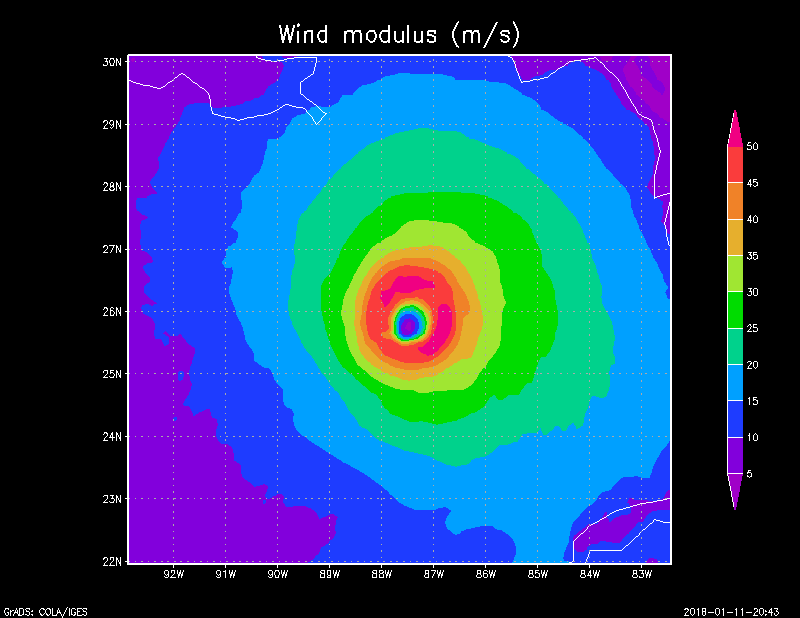 Wind modulus (m/s)
30N
29N
28N
27N
26N
25N
24N
23N
22N
92W 91W 90W 89W 88W 87W 86W 85W 84W 83W
50
45
40
35
30
25
20
15
10
5
GrADS: COLA/IGES
2018-01-11-20:43